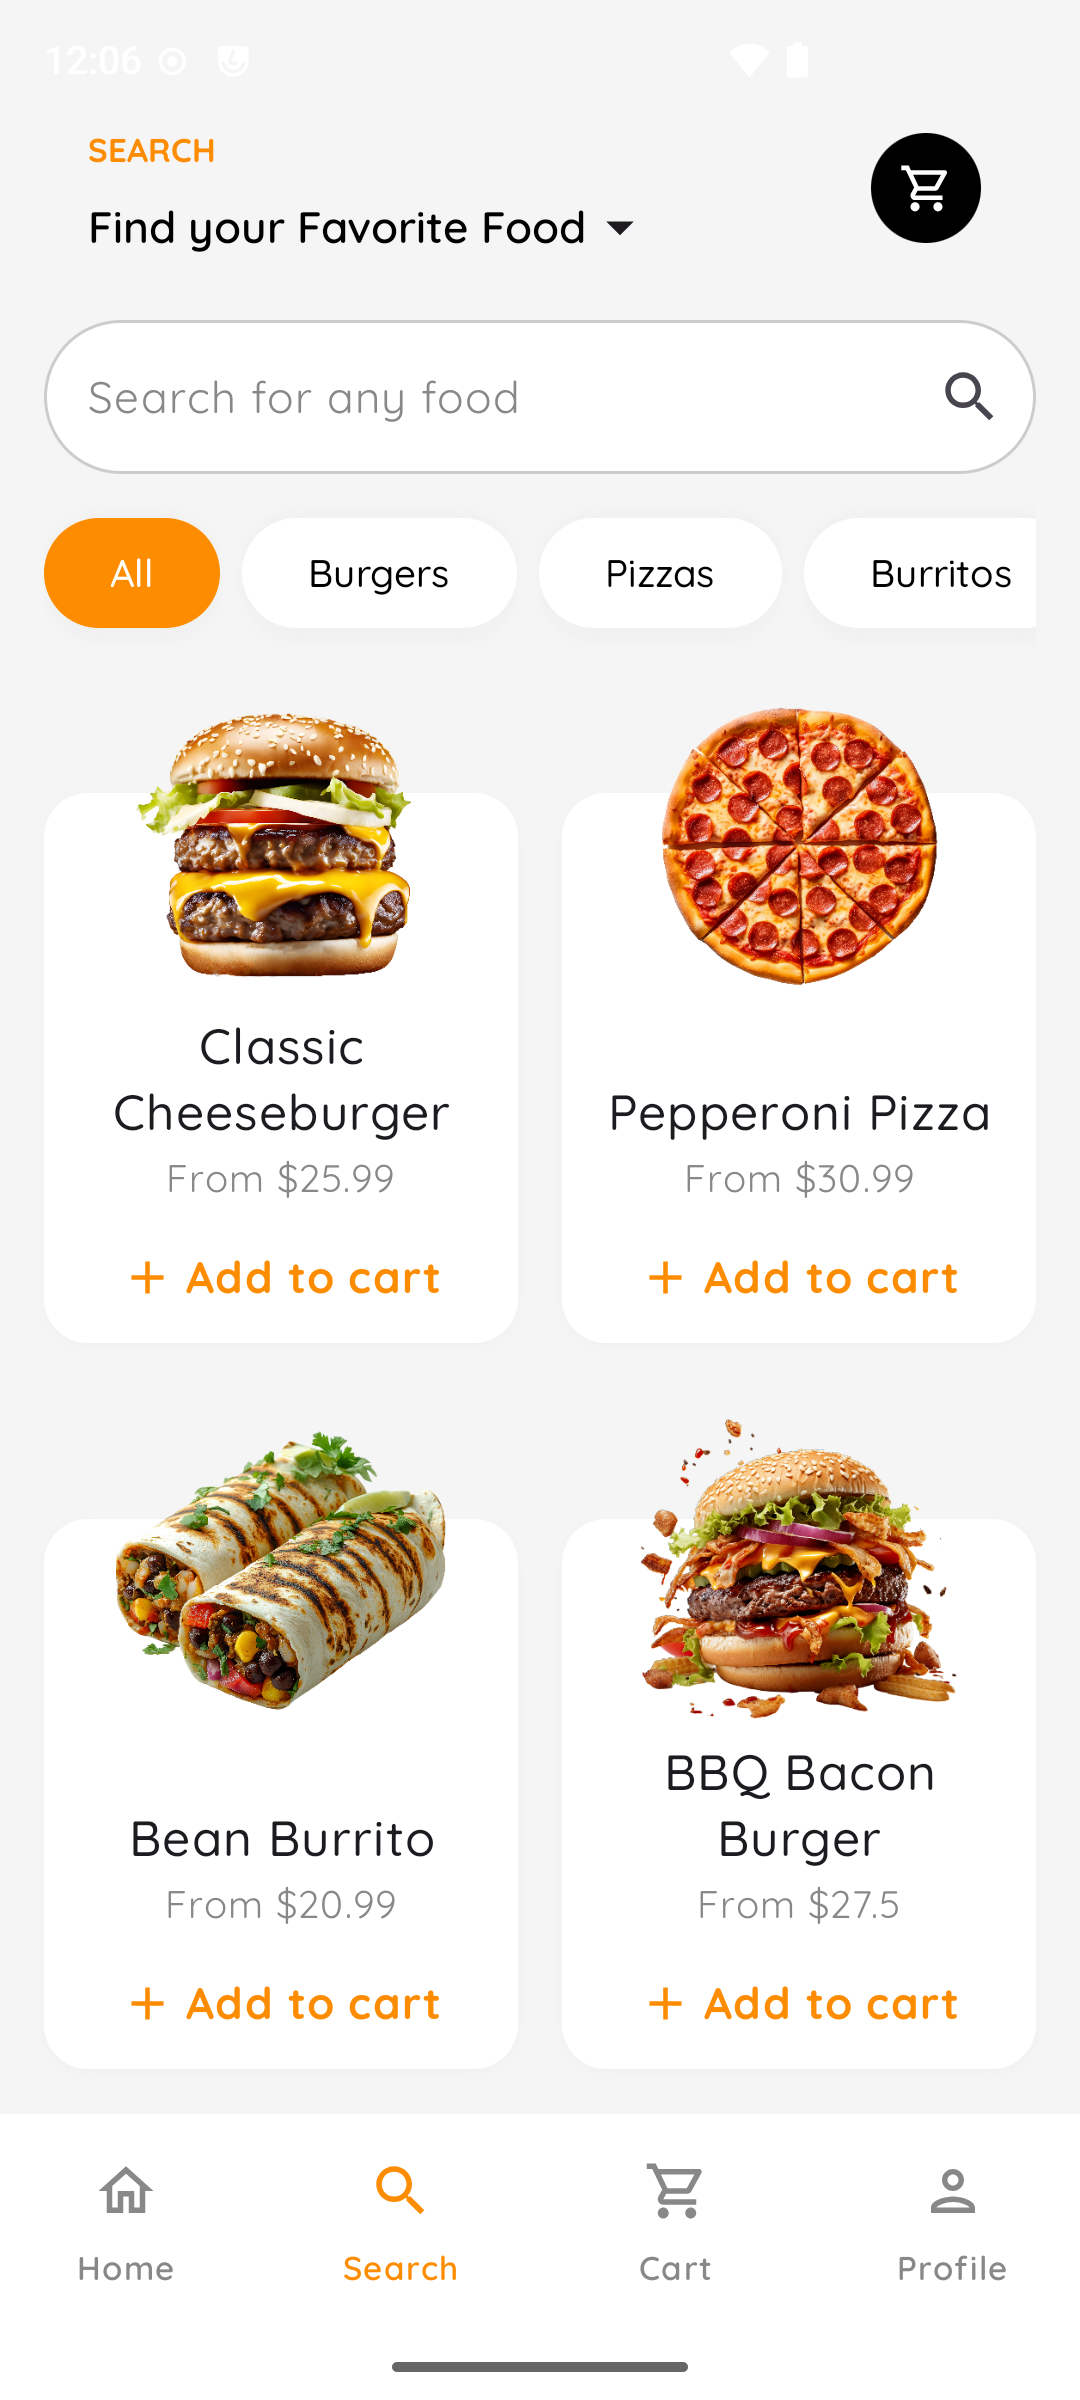 12:06
SEARCH
Find your Favorite Food
Search for any food
All
Burgers
Pizzas
Burritos
Classic
Cheeseburger
From $25.99
+ Add to cart
Pepperoni Pizza
From $30.99
+ Add to cart
Bean Burrito
From $20.99
+ Add to cart
BBQ Bacon
Burger
From $27.5
+ Add to cart
Home
Search
Cart
Profile